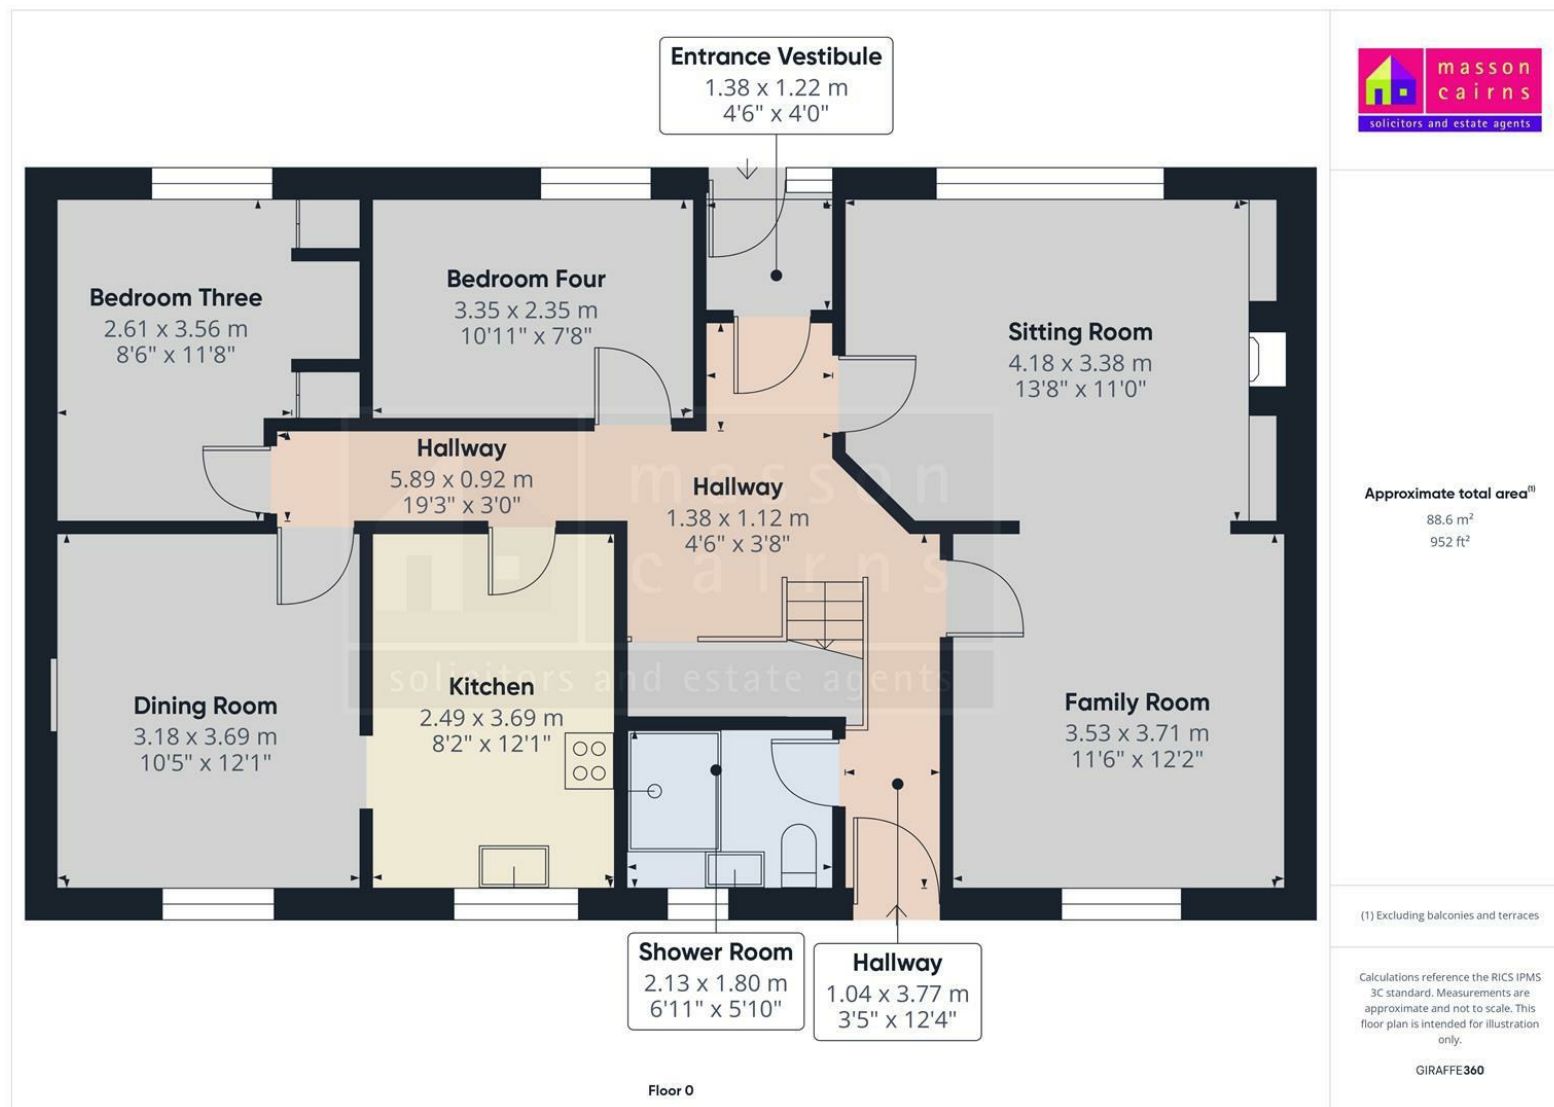 Entrance Vestibule
1.38 x 1.22 m
4'6" x 4'0"
masson
cairns
solicitors and estate agents
Bedroom Three
2.61 x 3.56 m
8'6" x 11'8"
Bedroom Four
3.35 x 2.35 m
10'11" x 7'8"
Sitting Room
4.18 x 3.38 m
13'8" x 11'0"
Hallway
5.89 x 0.92 m
19'3" x 3'0"
Hallway
1.38 x 1.12 m
4'6" x 3'8"
masson
cairns
solicitors and estate agents
Dining Room
3.18 x 3.69 m
10'5" x 12'1"
Kitchen
2.49 x 3.69 m
8'2" x 12'1"
Family Room
3.53 x 3.71 m
11'6" x 12'2"
Shower Room
2.13 x 1.80 m
6'11" x 5'10"
Hallway
1.04 x 3.77 m
3'5" x 12'4"
Floor 0
Approximate total area(1)
88.6 m²
952 ft²
(1) Excluding balconies and terraces
Calculations reference the RICS IPMS
3C standard. Measurements are
approximate and not to scale. This
floor plan is intended for illustration
only.
GIRAFFE360